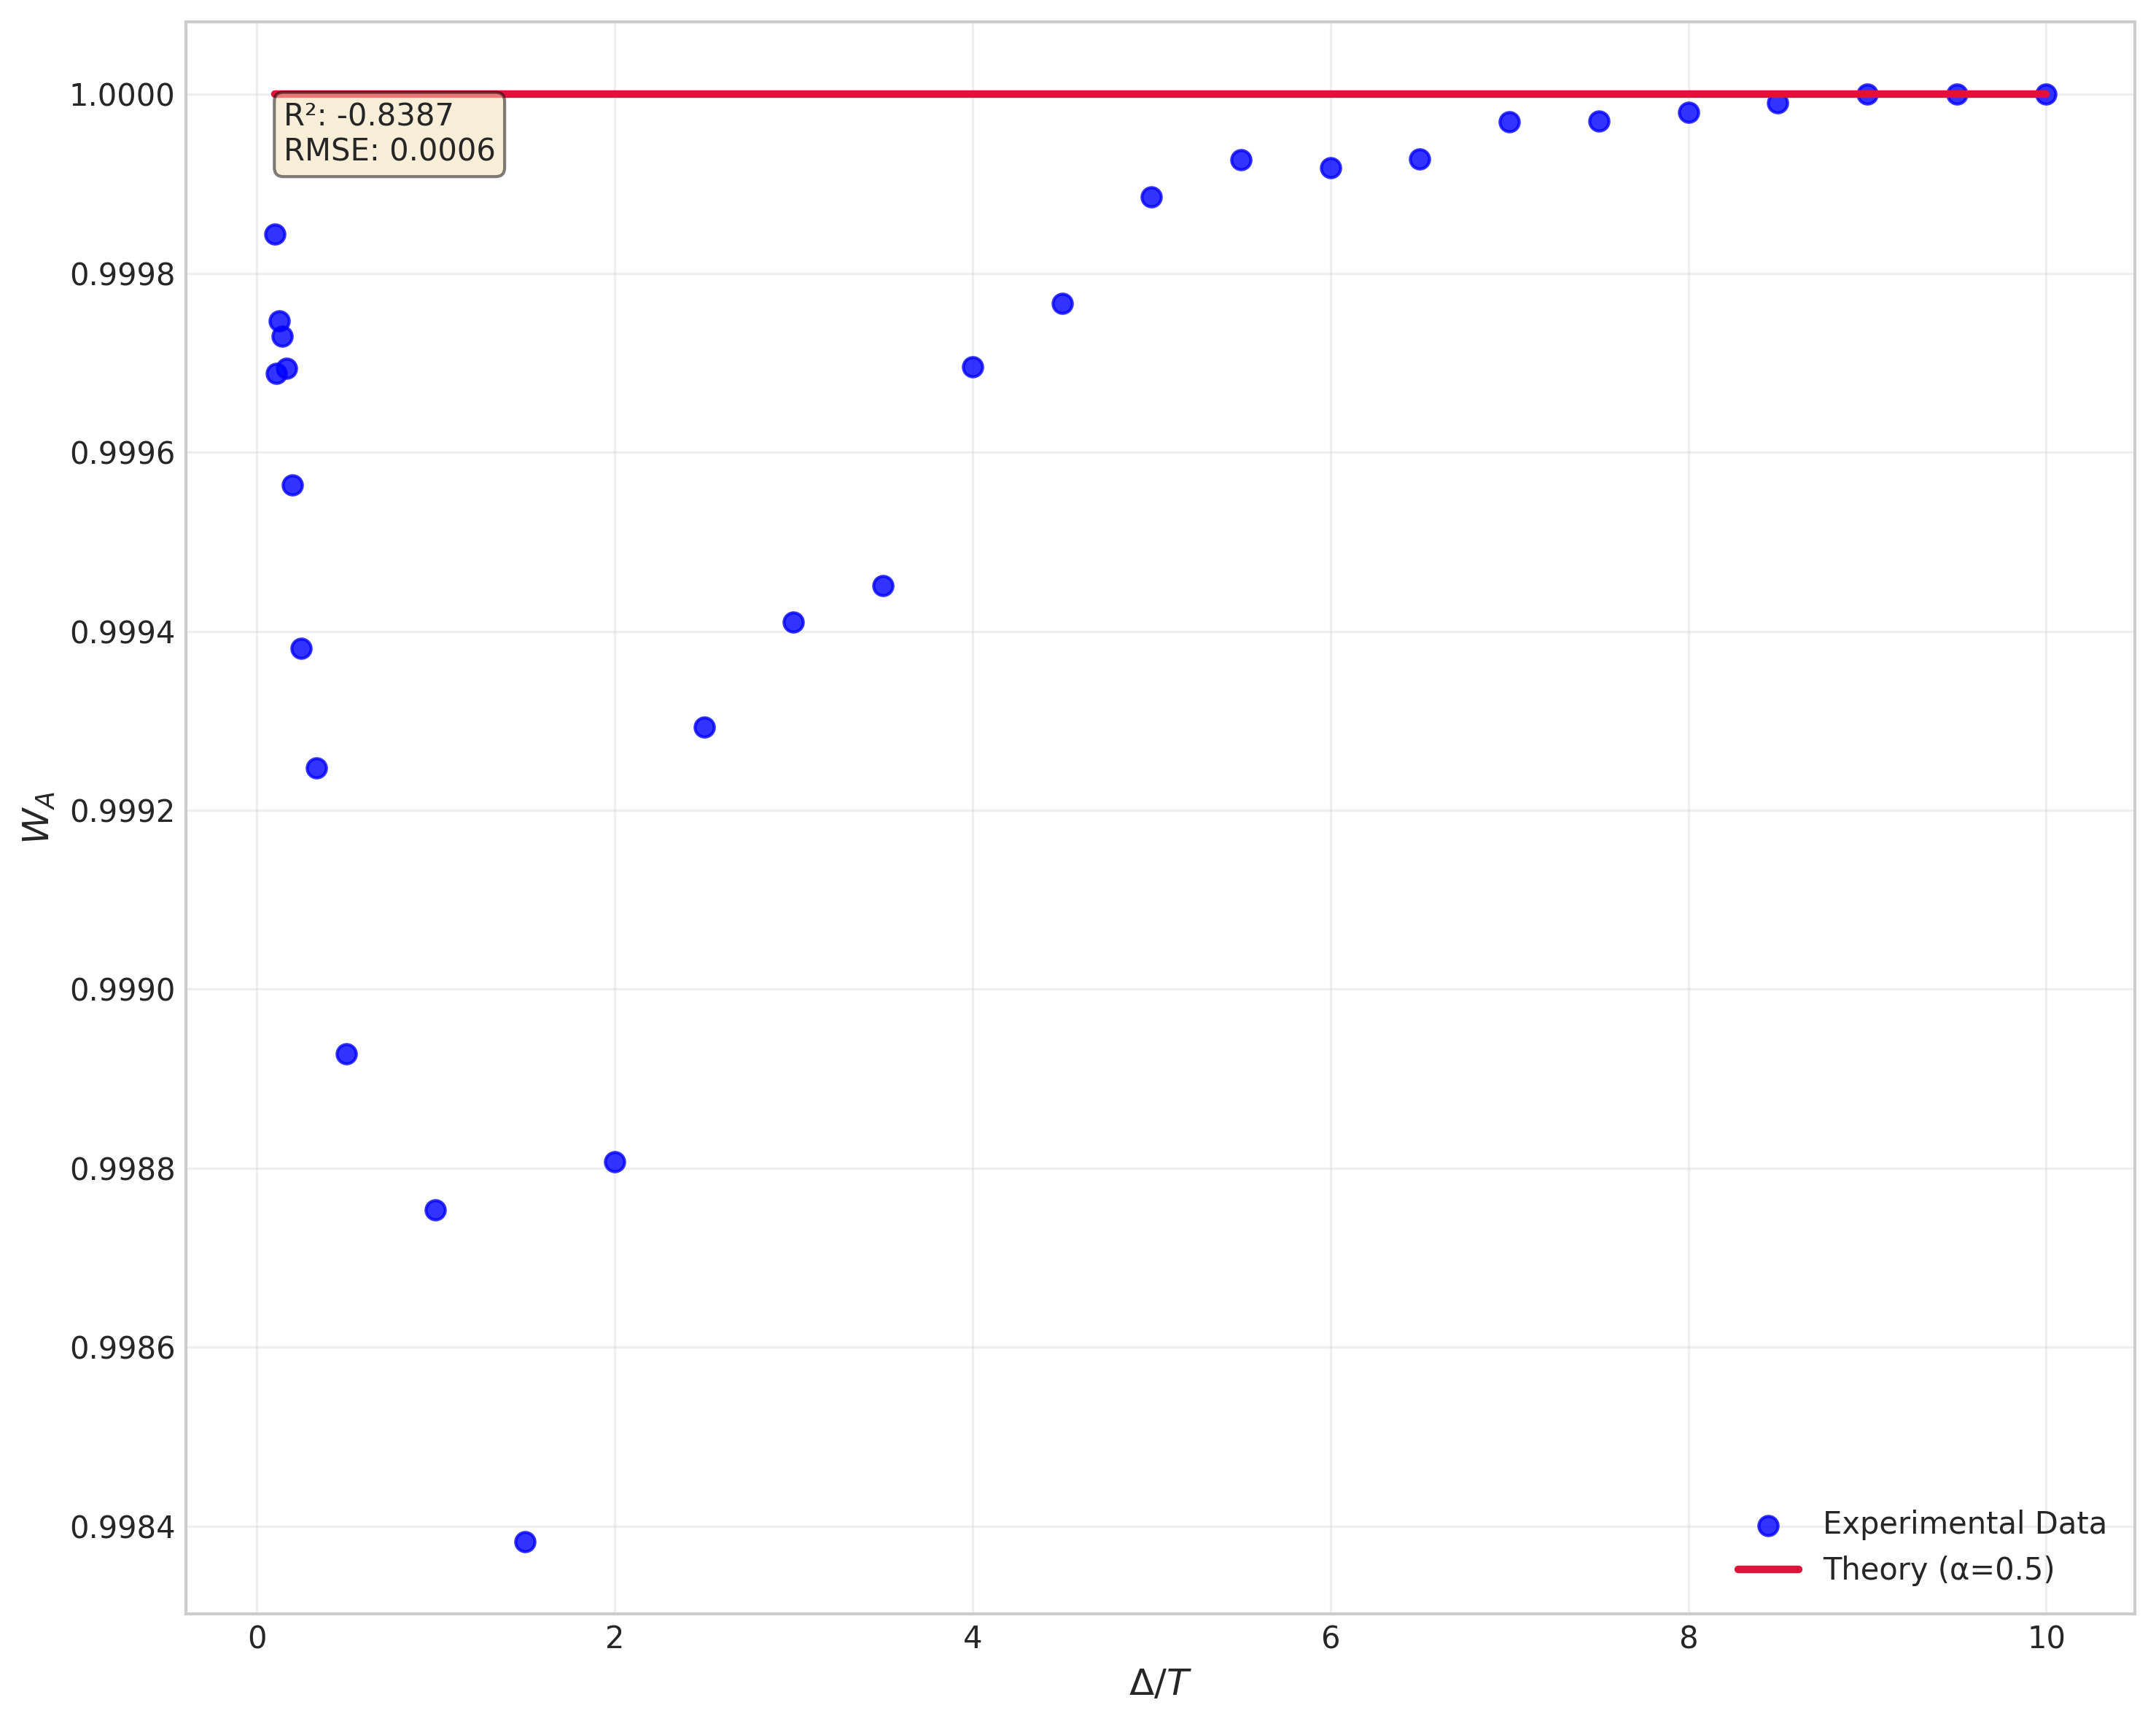 1.0000
0.9998
0.9996
0.9994
0.9992
0.9990
0.9988
0.9986
0.9984
W_A
R²: -0.8387
RMSE: 0.0006
Experimental Data
Theory (α=0.5)
0 2 4 6 8 10
Δ/T